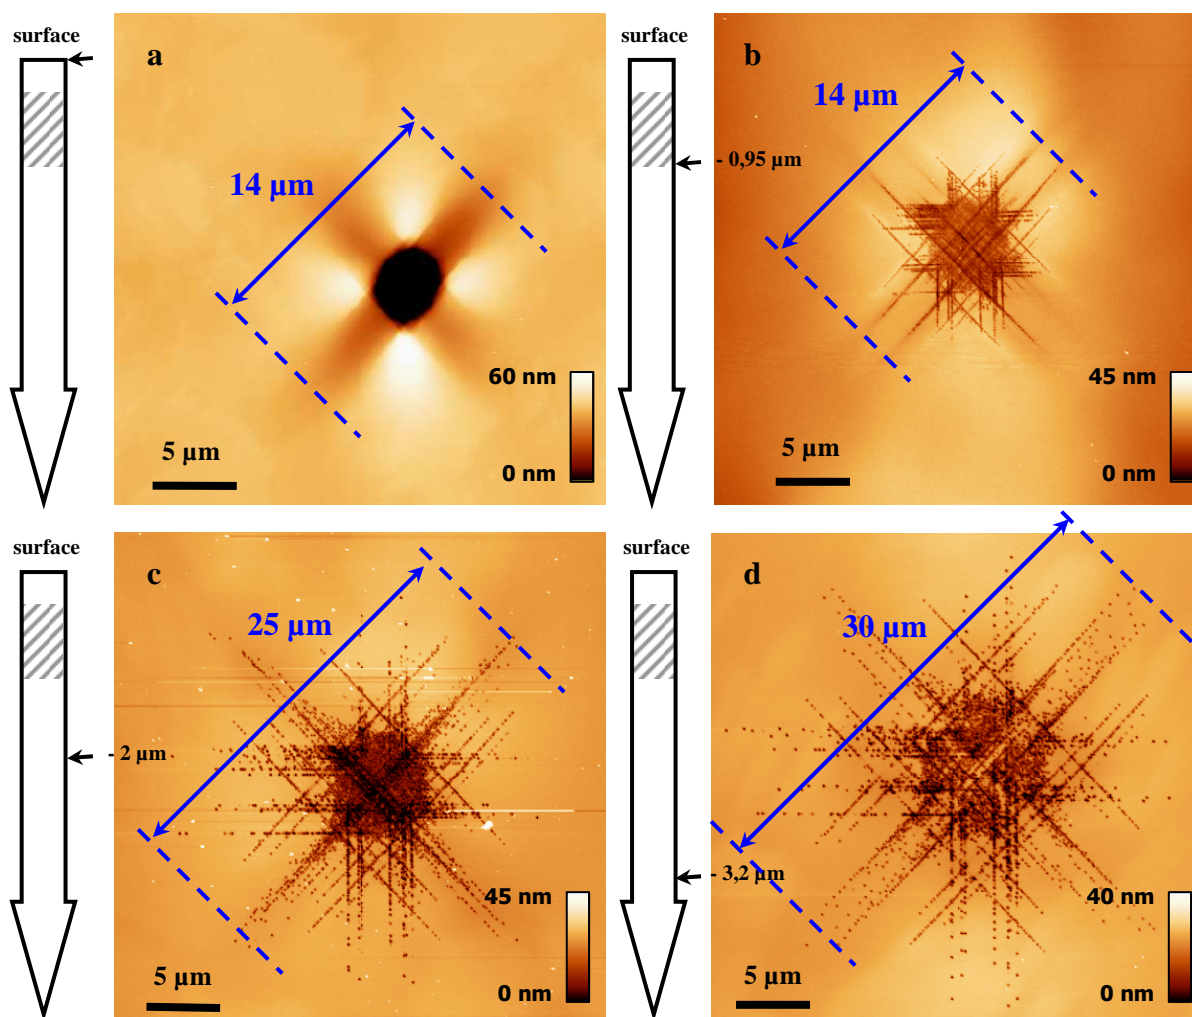 surface
a
14 µm
60 nm
0 nm
5 µm
surface
b
14 µm
- 0,95 µm
45 nm
0 nm
5 µm
surface
c
25 µm
- 2 µm
45 nm
0 nm
5 µm
surface
d
30 µm
- 3,2 µm
40 nm
0 nm
5 µm